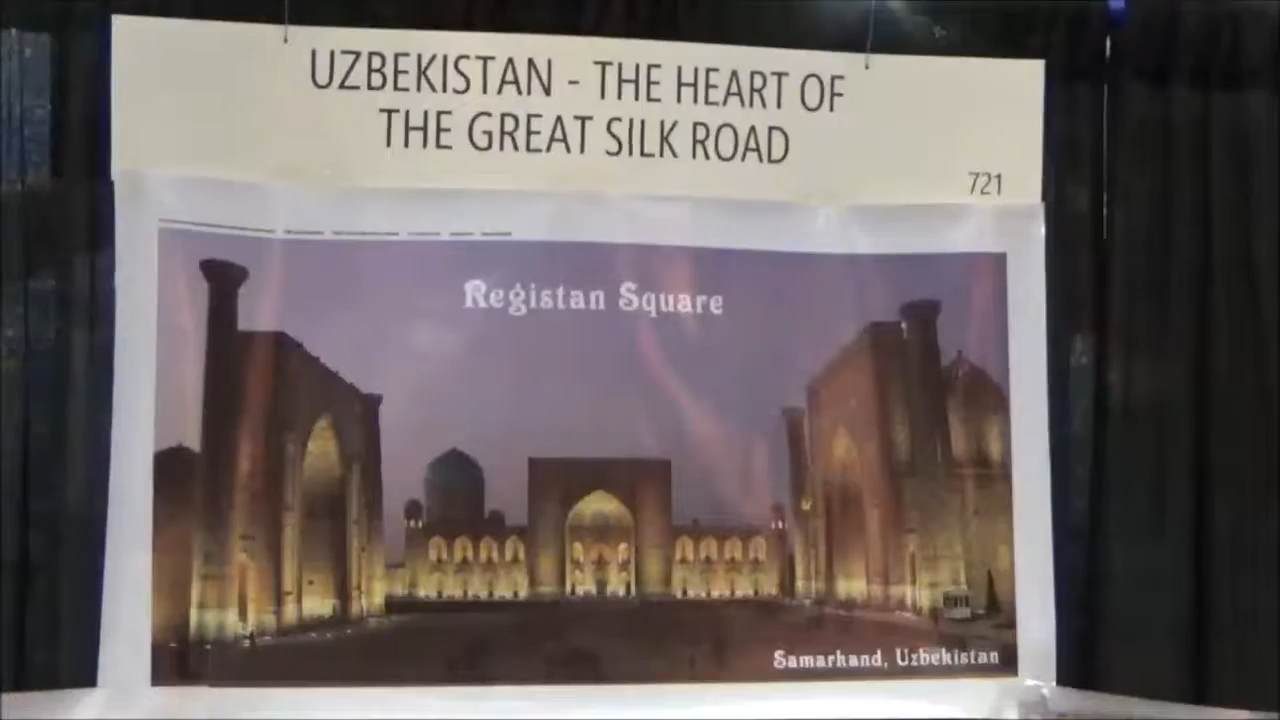 UZBEKISTAN - THE HEART OF
THE GREAT SILK ROAD
721
Registan Square
Samarkand, Uzbekistan